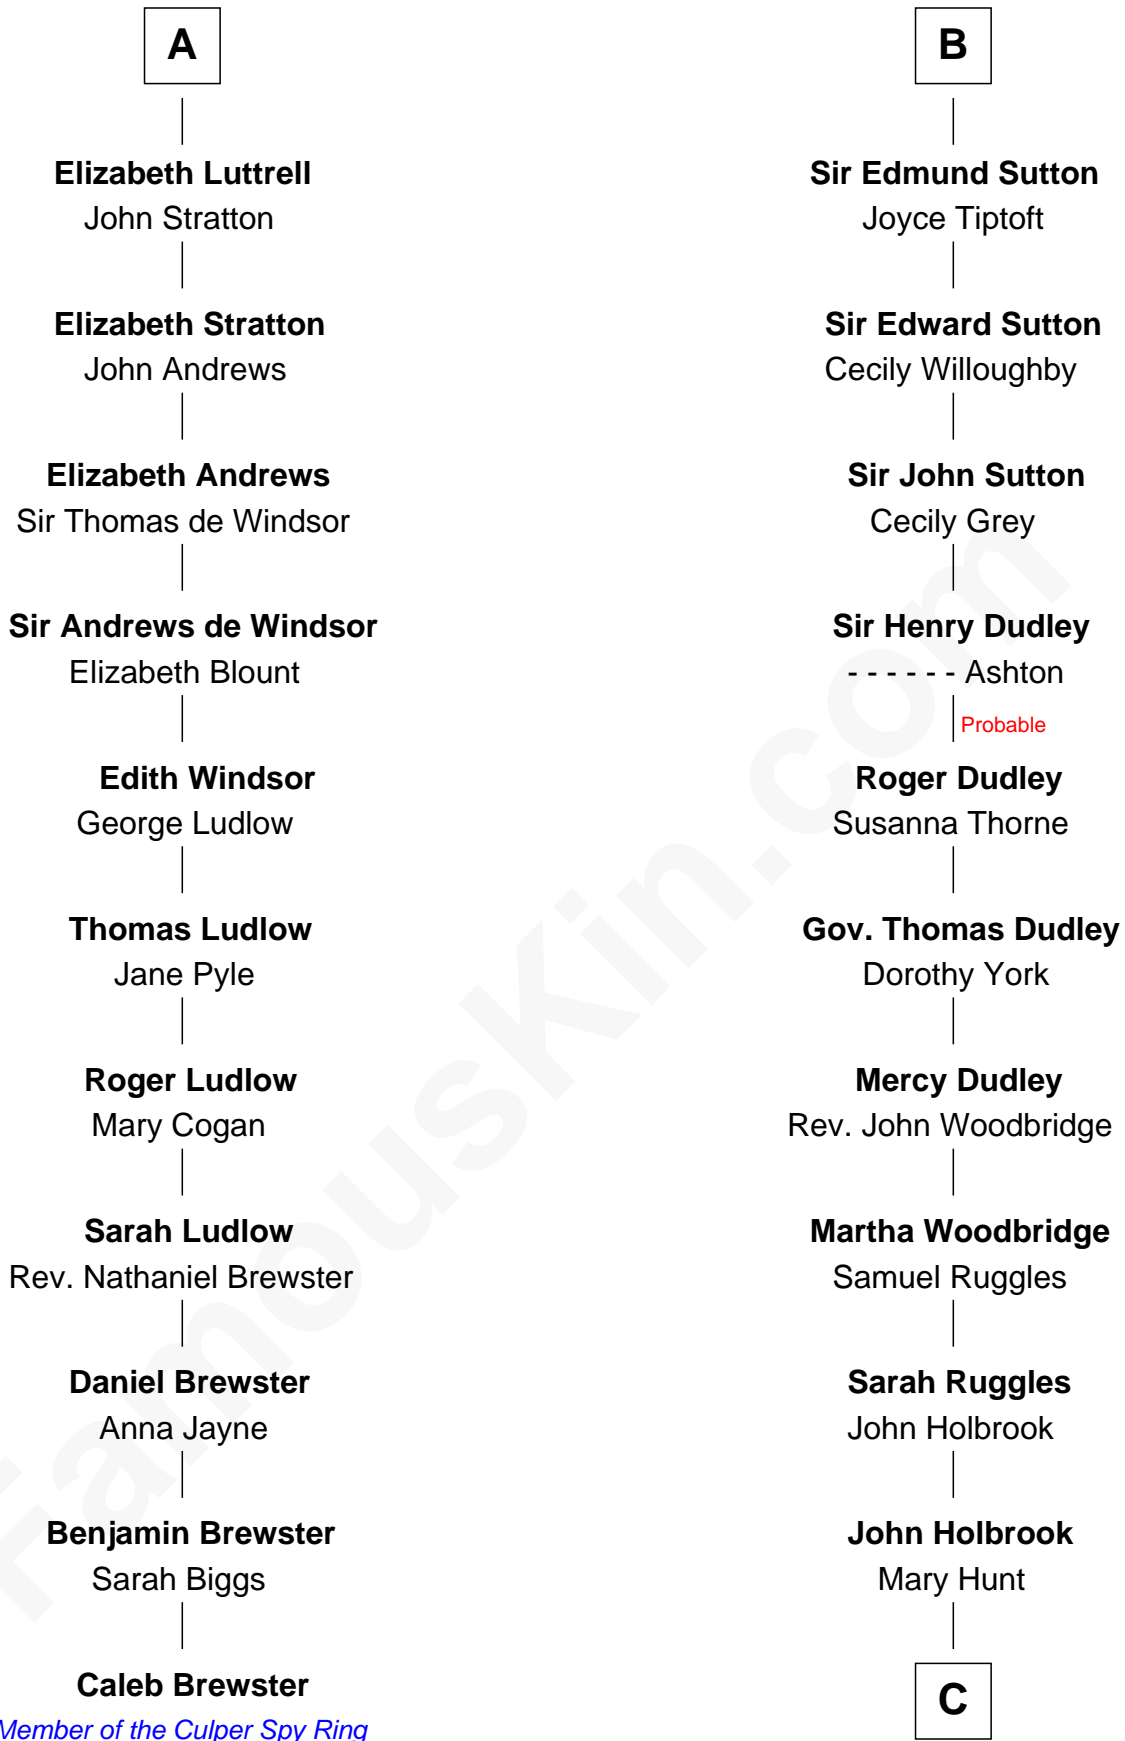 A
Elizabeth Luttrell
John Stratton
Elizabeth Stratton
John Andrews
Elizabeth Andrews
Sir Thomas de Windsor
Sir Andrews de Windsor
Elizabeth Blount
Edith Windsor
George Ludlow
Thomas Ludlow
Jane Pyle
Roger Ludlow
Mary Cogan
Sarah Ludlow
Rev. Nathaniel Brewster
Daniel Brewster
Anna Jayne
Benjamin Brewster
Sarah Biggs
Caleb Brewster
Member of the Culper Spy Ring
B
Sir Edmund Sutton
Joyce Tiptoft
Sir Edward Sutton
Cecily Willoughby
Sir John Sutton
Cecily Grey
Sir Henry Dudley
- - - - - - Ashton
Probable
Roger Dudley
Susanna Thorne
Gov. Thomas Dudley
Dorothy York
Mercy Dudley
Rev. John Woodbridge
Martha Woodbridge
Samuel Ruggles
Sarah Ruggles
John Holbrook
John Holbrook
Mary Hunt
C
FamousKin.com